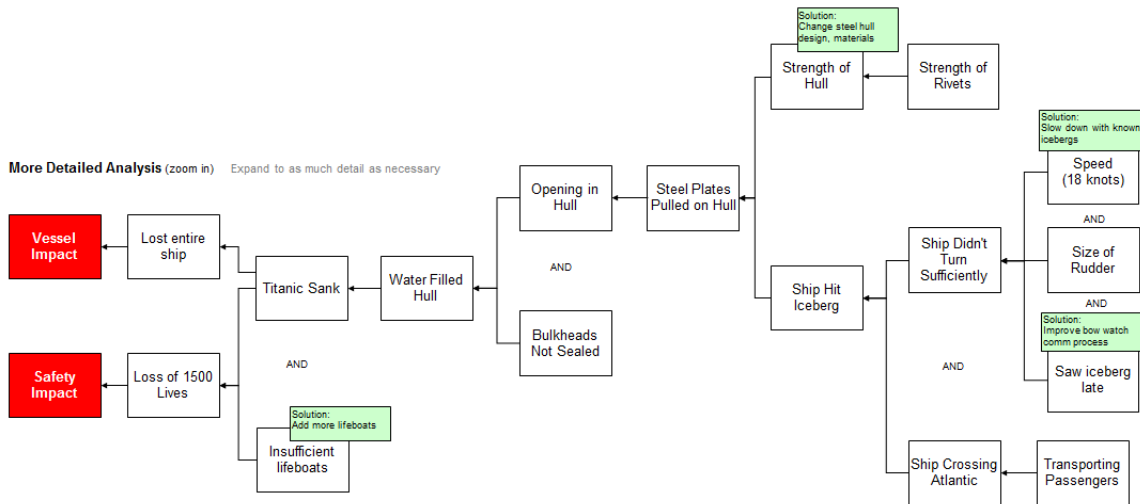 Solution:
Change steel hull
design, materials
Strength of
Hull
Strength of
Rivets
Solution:
Slow down with known
icebergs
Speed
(18 knots)
More Detailed Analysis (zoom in) Expand to as much detail as necessary
Opening in
Hull
Steel Plates
Pulled on Hull
AND
Vessel
Impact
Lost entire
ship
Titanic Sank
Water Filled
Hull
AND
Ship Didn't
Turn
Sufficiently
Size of
Rudder
Ship Hit
Iceberg
AND
Bulkheads
Not Sealed
Solution:
Improve bow watch
comm process
Saw iceberg
late
Safety
Impact
Loss of 1500
Lives
AND
AND
Solution:
Add more lifeboats
Insufficient
lifeboats
Ship Crossing
Atlantic
Transporting
Passengers